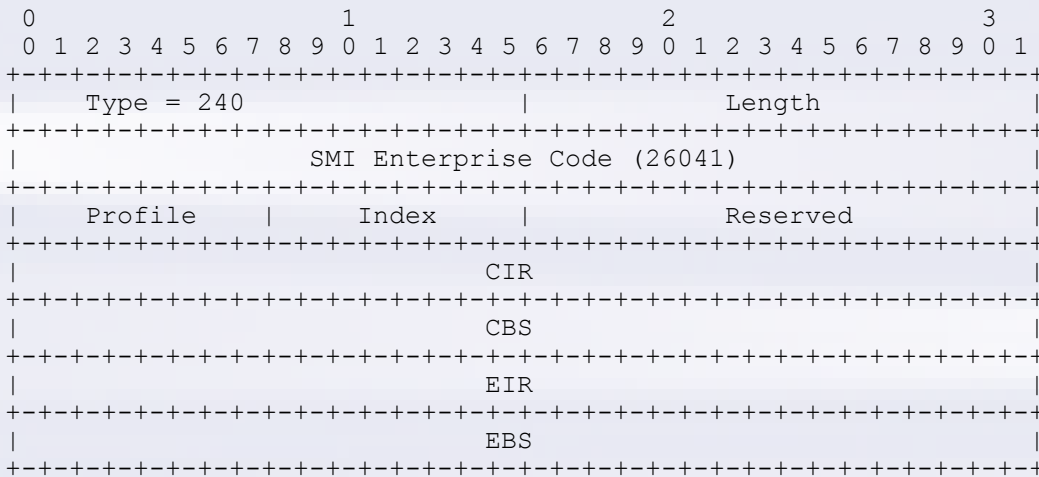 0                   1                   2                   3
 0 1 2 3 4 5 6 7 8 9 0 1 2 3 4 5 6 7 8 9 0 1 2 3 4 5 6 7 8 9 0 1
+-+-+-+-+-+-+-+-+-+-+-+-+-+-+-+-+-+-+-+-+-+-+-+-+-+-+-+-+-+-+-+-+
|    Type = 240                 |            Length             |
+-+-+-+-+-+-+-+-+-+-+-+-+-+-+-+-+-+-+-+-+-+-+-+-+-+-+-+-+-+-+-+-+
|                  SMI Enterprise Code (26041)                  |
+-+-+-+-+-+-+-+-+-+-+-+-+-+-+-+-+-+-+-+-+-+-+-+-+-+-+-+-+-+-+-+-+
|    Profile    |     Index     |            Reserved           |
+-+-+-+-+-+-+-+-+-+-+-+-+-+-+-+-+-+-+-+-+-+-+-+-+-+-+-+-+-+-+-+-+
|                             CIR                               |
+-+-+-+-+-+-+-+-+-+-+-+-+-+-+-+-+-+-+-+-+-+-+-+-+-+-+-+-+-+-+-+-+
|                             CBS                               |
+-+-+-+-+-+-+-+-+-+-+-+-+-+-+-+-+-+-+-+-+-+-+-+-+-+-+-+-+-+-+-+-+
|                             EIR                               |
+-+-+-+-+-+-+-+-+-+-+-+-+-+-+-+-+-+-+-+-+-+-+-+-+-+-+-+-+-+-+-+-+
|                             EBS                               |
+-+-+-+-+-+-+-+-+-+-+-+-+-+-+-+-+-+-+-+-+-+-+-+-+-+-+-+-+-+-+-+-+